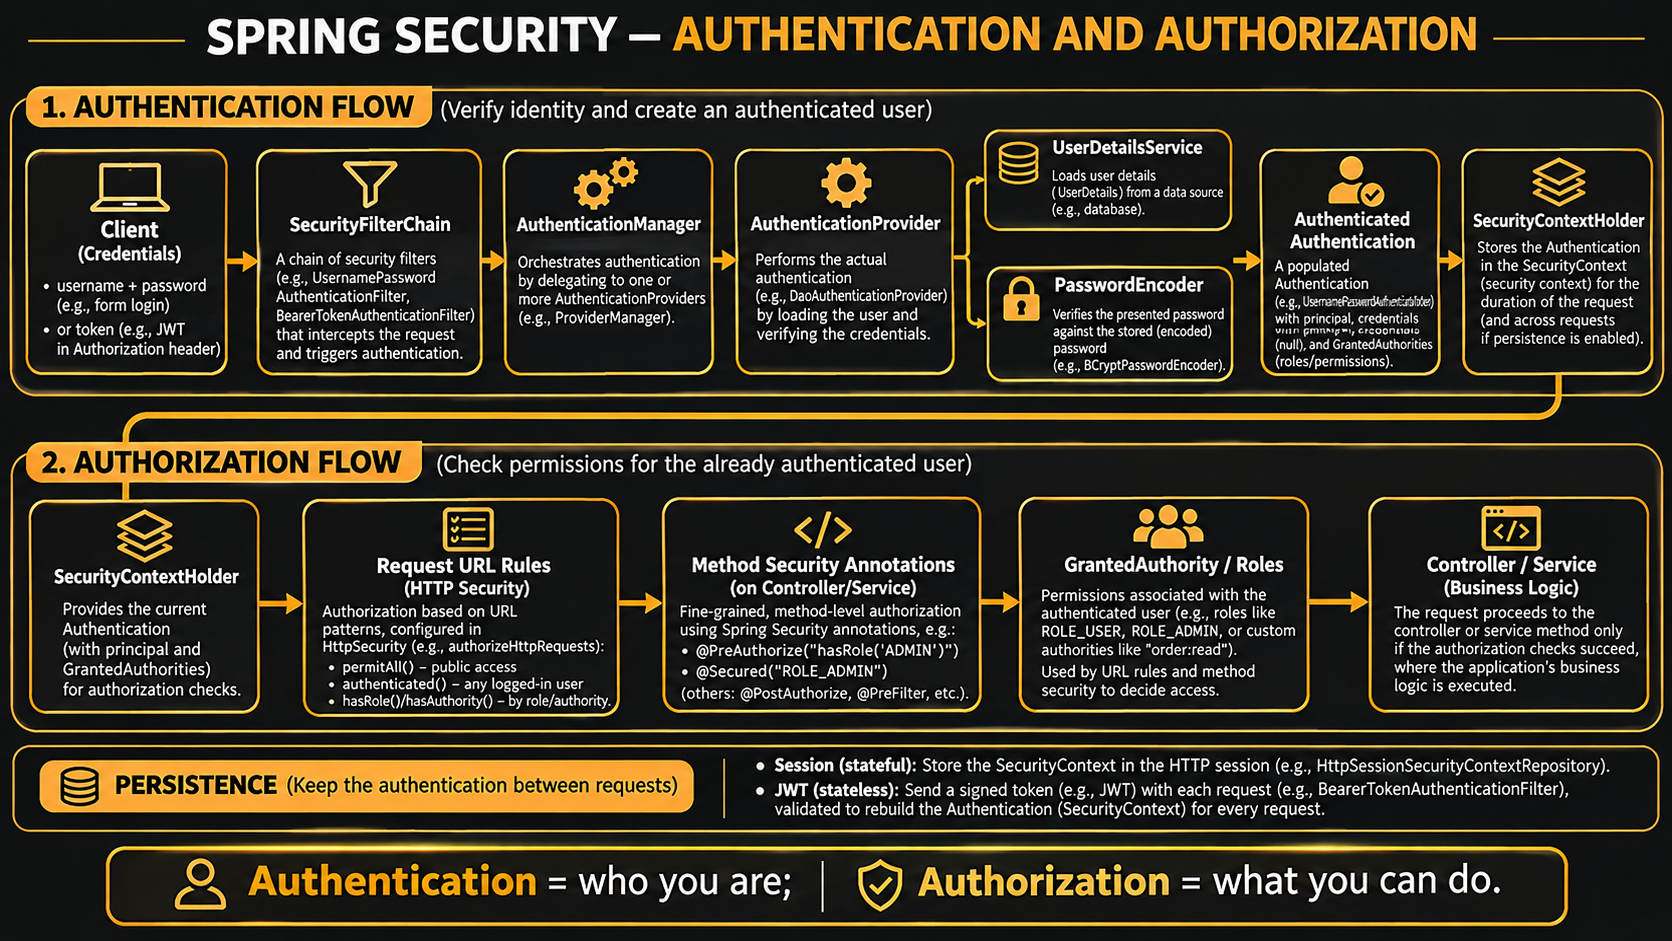 SPRING SECURITY — AUTHENTICATION AND AUTHORIZATION
1. AUTHENTICATION FLOW (Verify identity and create an authenticated user)
Client
(Credentials)
• username + password
(e.g., form login)
• or token (e.g., JWT
in Authorization header)
SecurityFilterChain
A chain of security filters
(e.g., UsernamePassword
AuthenticationFilter,
BearerTokenAuthenticationFilter)
that intercepts the request
and triggers authentication.
AuthenticationManager
Orchestrates authentication
by delegating to one or
more AuthenticationProviders
(e.g., ProviderManager).
AuthenticationProvider
Performs the actual
authentication
(e.g., DaoAuthenticationProvider)
by loading the user and
verifying the credentials.
UserDetailsService
Loads user details
(UserDetails) from a data source
(e.g., database).
PasswordEncoder
Verifies the presented password
against the stored (encoded)
password
(e.g., BCryptPasswordEncoder).
Authenticated
Authentication
A populated
Authentication
(e.g.,
with principal, credentials
(null), and GrantedAuthorities
(roles/permissions).
SecurityContextHolder
Stores the Authentication
in the SecurityContext
(security context) for the
duration of the request
(and across requests
if persistence is enabled).
2. AUTHORIZATION FLOW (Check permissions for the already authenticated user)
SecurityContextHolder
Provides the current
Authentication
(with principal and
GrantedAuthorities)
for authorization checks.
Request URL Rules
(HTTP Security)
Authorization based on URL
patterns, configured in
HttpSecurity (e.g., authorizeHttpRequests):
• permitAll() – public access
• authenticated() – any logged-in user
• hasRole()/hasAuthority() – by role/authority.
Method Security Annotations
(on Controller/Service)
Fine-grained, method-level authorization
using Spring Security annotations, e.g.:
• @PreAuthorize("hasRole('ADMIN')")
• @Secured("ROLE_ADMIN")
(others: @PostAuthorize, @PreFilter, etc.).
GrantedAuthority / Roles
Permissions associated with the
authenticated user (e.g., roles like
ROLE_USER, ROLE_ADMIN, or custom
authorities like "order:read").
Used by URL rules and method
security to decide access.
Controller / Service
(Business Logic)
The request proceeds to the
controller or service method only
if the authorization checks succeed,
where the application's business
logic is executed.
PERSISTENCE (Keep the authentication between requests)
• Session (stateful): Store the SecurityContext in the HTTP session (e.g., HttpSessionSecurityContextRepository).
• JWT (stateless): Send a signed token (e.g., JWT) with each request (e.g., BearerTokenAuthenticationFilter),
validated to rebuild the Authentication (SecurityContext) for every request.
Authentication = who you are;
Authorization = what you can do.